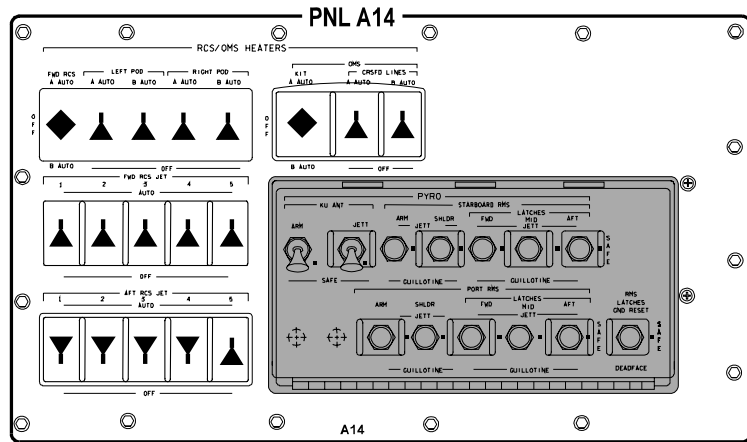 PNL A14
RCS/OMS HEATERS
FWD RCS
A AUTO
LEFT POD
A AUTO B AUTO
RIGHT POD
A AUTO B AUTO
OFF
B AUTO
OFF
OMS
KIT
A AUTO
CRSFD LINES
A AUTO B AUTO
OFF
B AUTO
OFF
FWD RCS JET
1 2 3 4 5
AUTO
OFF
AFT RCS JET
1 2 3 4 5
AUTO
OFF
PYRO
KU ANT
ARM
JETT
SAFE
STARBOARD RMS
ARM SHLDR
JETT
LATCHES
FWD MID AFT
JETT
SAFE
GUILLOTINE GUILLOTINE
PORT RMS
ARM SHLDR
JETT
LATCHES
FWD MID AFT
JETT
SAFE
GUILLOTINE GUILLOTINE
RMS
LATCHES
GND RESET
SAFE
DEADFACE
A14